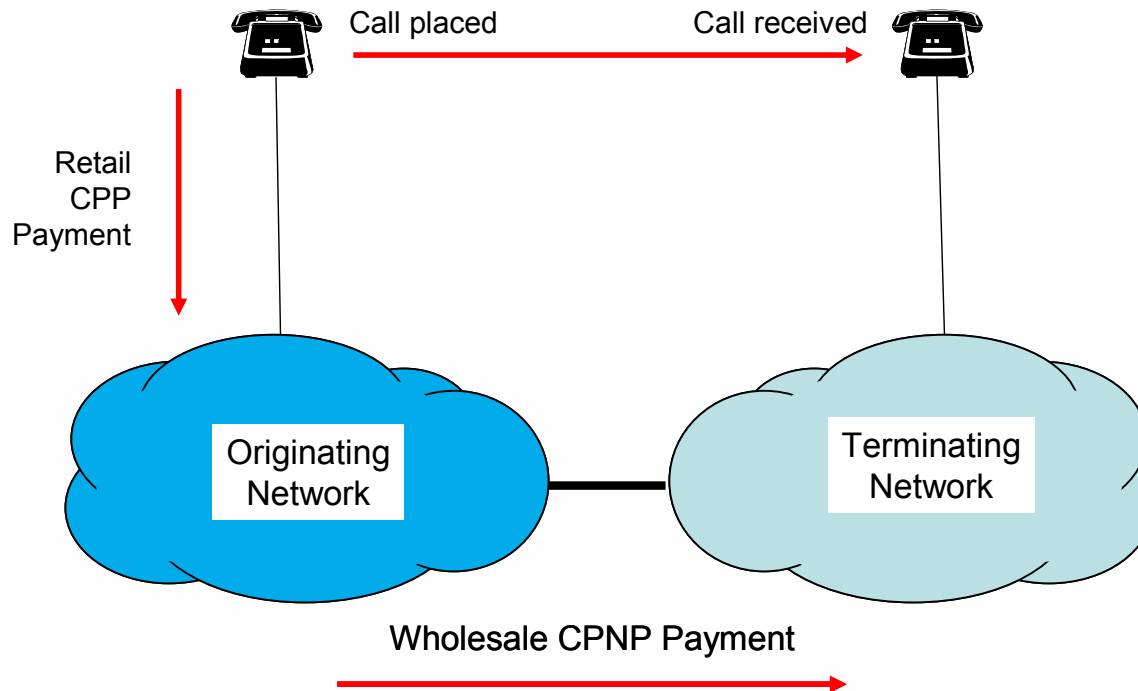 Call placed
Call received
Retail
CPP
Payment
Originating
Network
Terminating
Network
Wholesale CPNP Payment